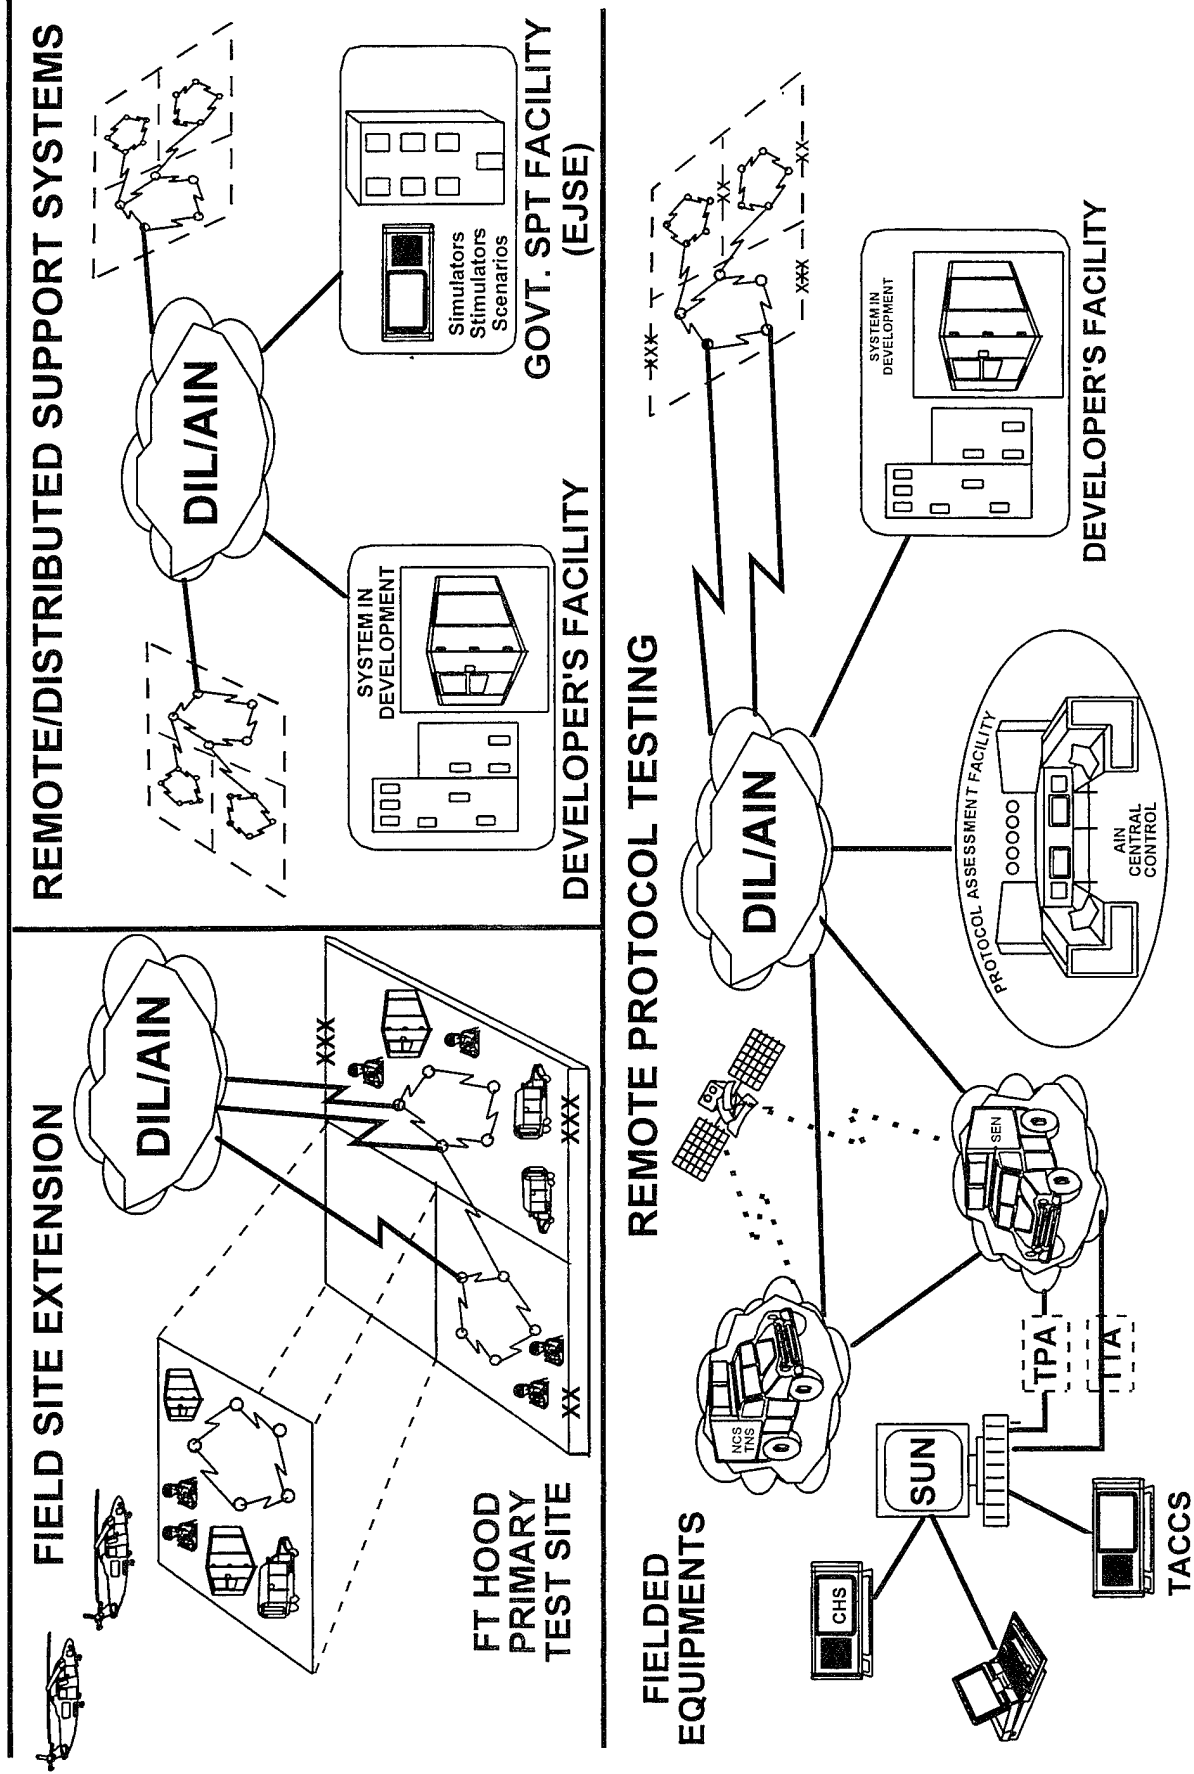 FIELD SITE EXTENSION
DIL/AIN
XXX
XXX
XX
FT HOOD
PRIMARY
TEST SITE
REMOTE/DISTRIBUTED SUPPORT SYSTEMS
DIL/AIN
SYSTEM IN
DEVELOPMENT
DEVELOPER'S FACILITY
Simulators
Stimulators
Scenarios
GOVT. SPT FACILITY
(EJSE)
REMOTE PROTOCOL TESTING
FIELDED
EQUIPMENTS
NCS
TNS
SEN
CHS
SUN
TPA
TTA
TACCS
DIL/AIN
PROTOCOL ASSESSMENT FACILITY
AIN
CENTRAL
CONTROL
XXX
XX
XXX
XX
SYSTEM IN
DEVELOPMENT
DEVELOPER'S FACILITY